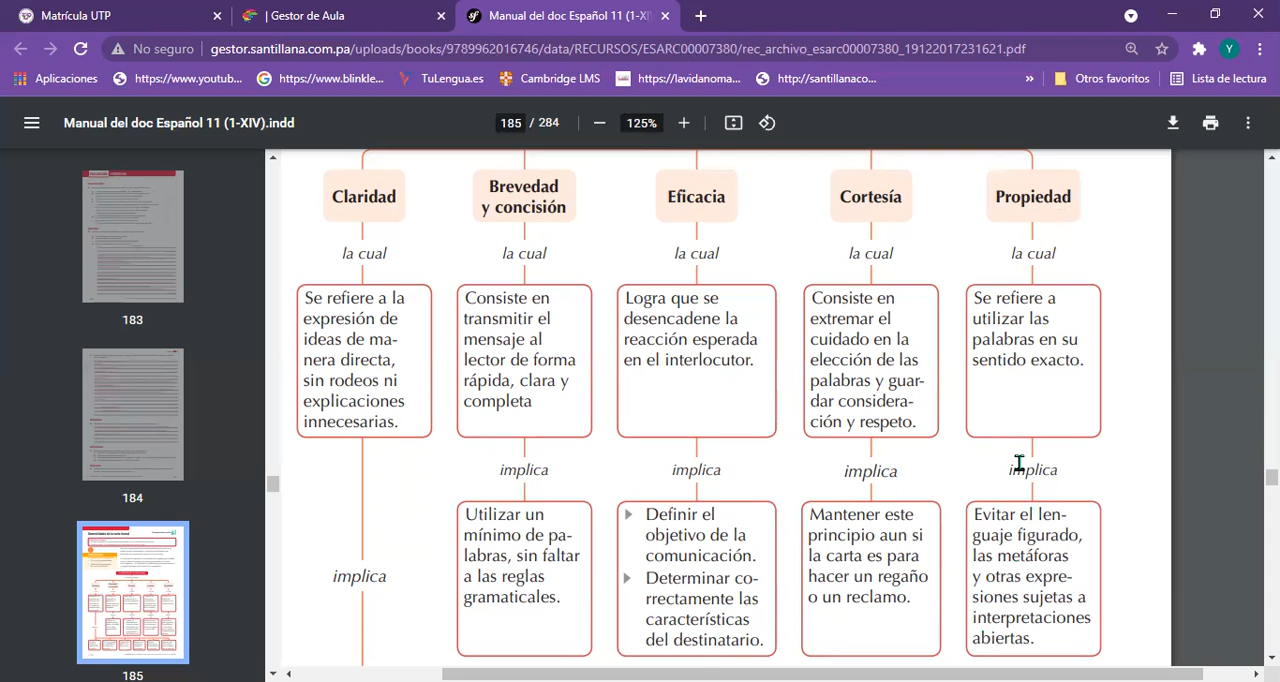 Matrícula UTP
| Gestor de Aula
Manual del doc Español 11 (1-XI
No seguro
gestor.santillana.com.pa/uploads/books/9789962016746/data/RECURSOS/ESARC00007380/rec_archivo_esarc00007380_19122017231621.pdf
Y
Aplicaciones
https://www.youtub...
https://www.blinkle...
TuLengua.es
Cambridge LMS
https://lavidanoma...
http://santillanaco...
»
Otros favoritos
Lista de lectura
Manual del doc Español 11 (1-XIV).indd
185 / 284
125%
183
184
185
Claridad
la cual
Se refiere a la
expresión de
ideas de ma-
nera directa,
sin rodeos ni
explicaciones
innecesarias.
implica
Brevedad
y concisión
la cual
Consiste en
transmitir el
mensaje al
lector de forma
rápida, clara y
completa
implica
Utilizar un
mínimo de pa-
labras, sin faltar
a las reglas
gramaticales.
Eficacia
la cual
Logra que se
desencadene la
reacción esperada
en el interlocutor.
implica
Definir el
objetivo de la
comunicación.
Determinar co-
rrectamente las
características
del destinatario.
Cortesía
la cual
Consiste en
extremar el
cuidado en la
elección de las
palabras y guar-
dar considera-
ción y respeto.
implica
Mantener este
principio aun si
la carta es para
hacer un regaño
o un reclamo.
Propiedad
la cual
Se refiere a
utilizar las
palabras en su
sentido exacto.
implica
Evitar el len-
guaje figurado,
las metáforas
y otras expre-
siones sujetas a
interpretaciones
abiertas.